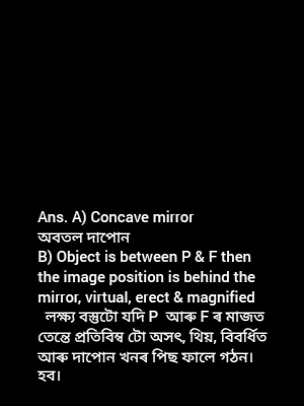 Ans. A) Concave mirror
অবতল দাপোন
B) Object is between P & F then
the image position is behind the
mirror, virtual, erect & magnified
লক্ষ্য বস্তুটো যদি P আৰু F ৰ মাজত
তেন্তে প্ৰতিবিম্ব টো অসৎ, থিয়, বিবৰ্ধিত
আৰু দাপোন খনৰ পিছ ফালে গঠন।
হব।